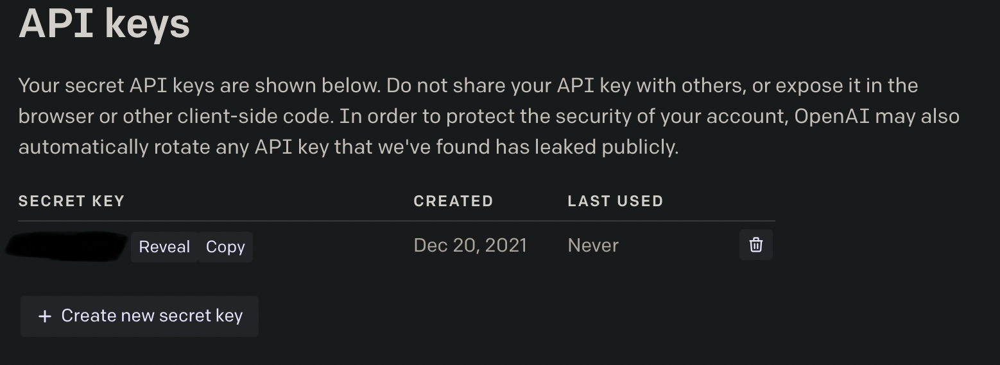 API keys
Your secret API keys are shown below. Do not share your API key with others, or expose it in the
browser or other client-side code. In order to protect the security of your account, OpenAI may also
automatically rotate any API key that we've found has leaked publicly.
SECRET KEY CREATED LAST USED
Reveal Copy Dec 20, 2021 Never
+ Create new secret key